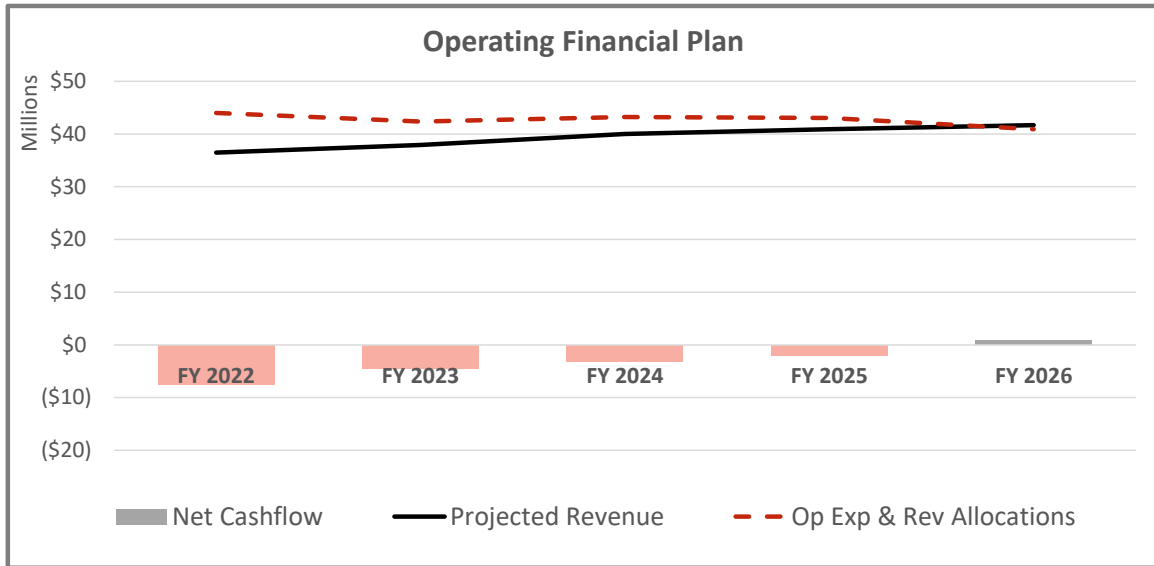 Operating Financial Plan
Millions
$50
$40
$30
$20
$10
$0
($10)
($20)
FY 2022 FY 2023 FY 2024 FY 2025 FY 2026
Net Cashflow Projected Revenue Op Exp & Rev Allocations